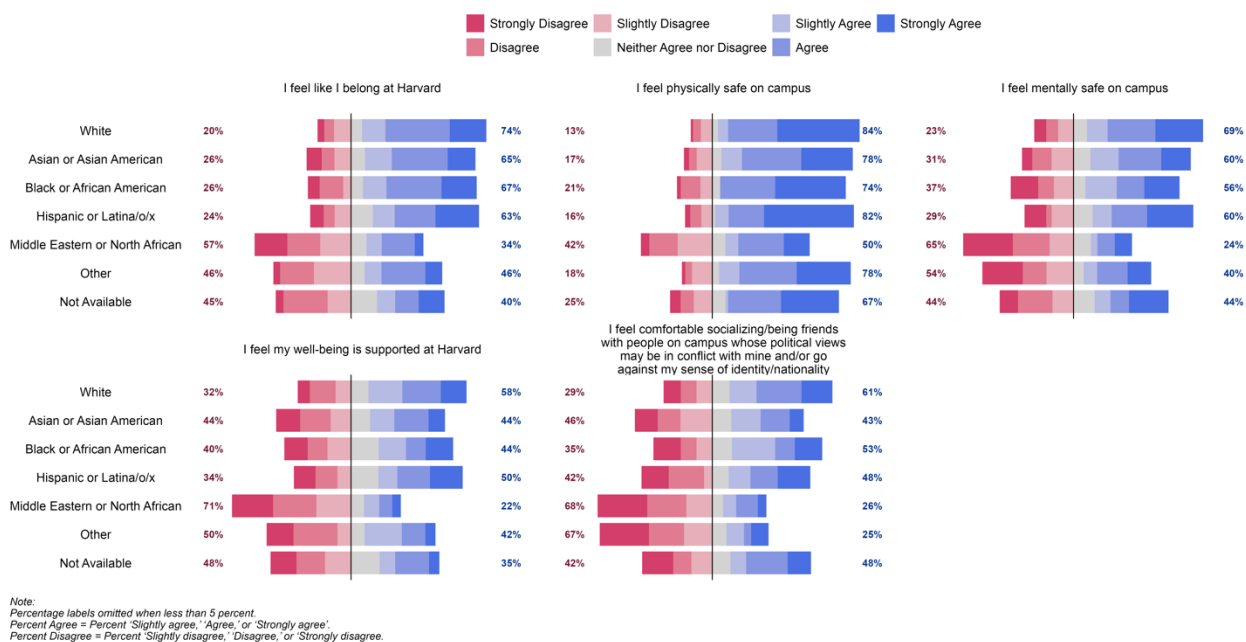 Strongly Disagree Slightly Disagree Slightly Agree Strongly Agree
Disagree Neither Agree nor Disagree Agree
I feel like I belong at Harvard I feel physically safe on campus I feel mentally safe on campus
White 20% 74% 13% 84% 23% 69%
Asian or Asian American 26% 65% 17% 78% 31% 60%
Black or African American 26% 67% 21% 74% 37% 56%
Hispanic or Latina/o/x 24% 63% 16% 82% 29% 60%
Middle Eastern or North African 57% 34% 42% 50% 65% 24%
Other 46% 46% 18% 78% 54% 40%
Not Available 45% 40% 25% 67% 44% 44%
I feel my well-being is supported at Harvard
I feel comfortable socializing/being friends
with people on campus whose political views
may be in conflict with mine and/or go
against my sense of identity/nationality
White 32% 58% 29% 61%
Asian or Asian American 44% 44% 46% 43%
Black or African American 40% 44% 35% 53%
Hispanic or Latina/o/x 34% 50% 42% 48%
Middle Eastern or North African 71% 22% 68% 26%
Other 50% 42% 67% 25%
Not Available 48% 35% 42% 48%
Note:
Percentage labels omitted when less than 5 percent.
Percent Agree = Percent 'Slightly agree,' 'Agree,' or 'Strongly agree'.
Percent Disagree = Percent 'Slightly disagree,' 'Disagree,' or 'Strongly disagree.